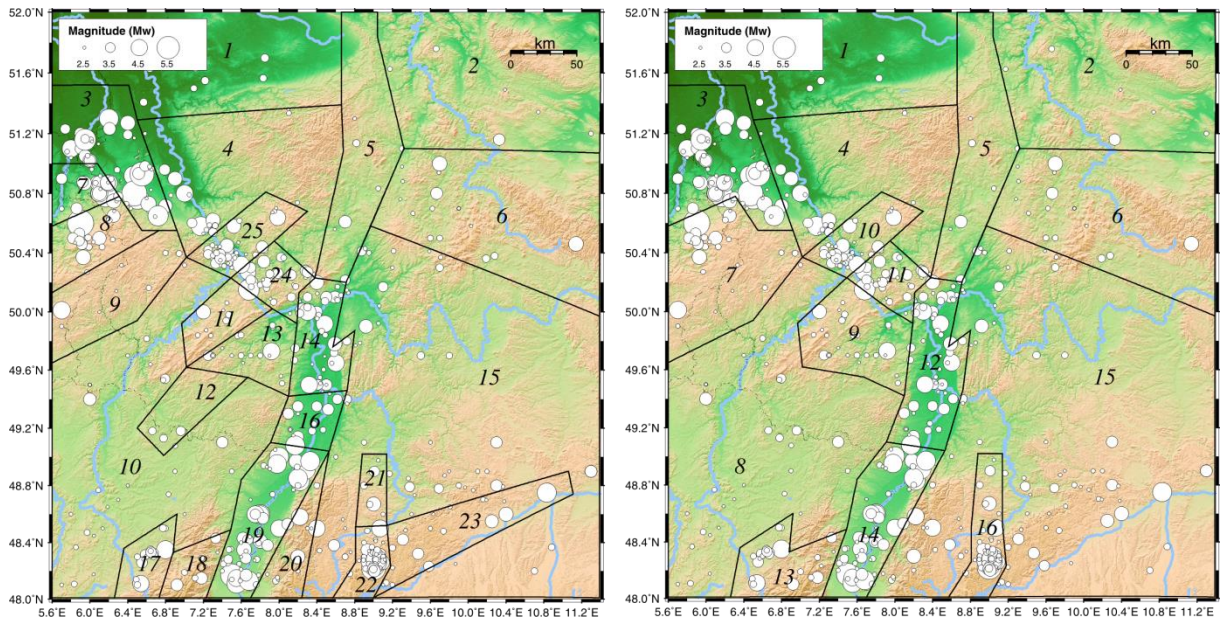 Magnitude (Mw)
2.5 3.5 4.5 5.5
km
0 50
52.0˚N
51.6˚N
51.2˚N
50.8˚N
50.4˚N
50.0˚N
49.6˚N
49.2˚N
48.8˚N
48.4˚N
48.0˚N
1
2
3
4
5
6
7
8
25
24
9
11
13
14
15
12
16
10
21
23
19
17
18
20
22
5.6˚E 6.0˚E 6.4˚E 6.8˚E 7.2˚E 7.6˚E 8.0˚E 8.4˚E 8.8˚E 9.2˚E 9.6˚E 10.0˚E 10.4˚E 10.8˚E 11.2˚E
Magnitude (Mw)
2.5 3.5 4.5 5.5
km
0 50
52.0˚N
51.6˚N
51.2˚N
50.8˚N
50.4˚N
50.0˚N
49.6˚N
49.2˚N
48.8˚N
48.4˚N
48.0˚N
1
2
3
4
5
6
10
7
11
9
12
15
8
14
16
13
5.6˚E 6.0˚E 6.4˚E 6.8˚E 7.2˚E 7.6˚E 8.0˚E 8.4˚E 8.8˚E 9.2˚E 9.6˚E 10.0˚E 10.4˚E 10.8˚E 11.2˚E